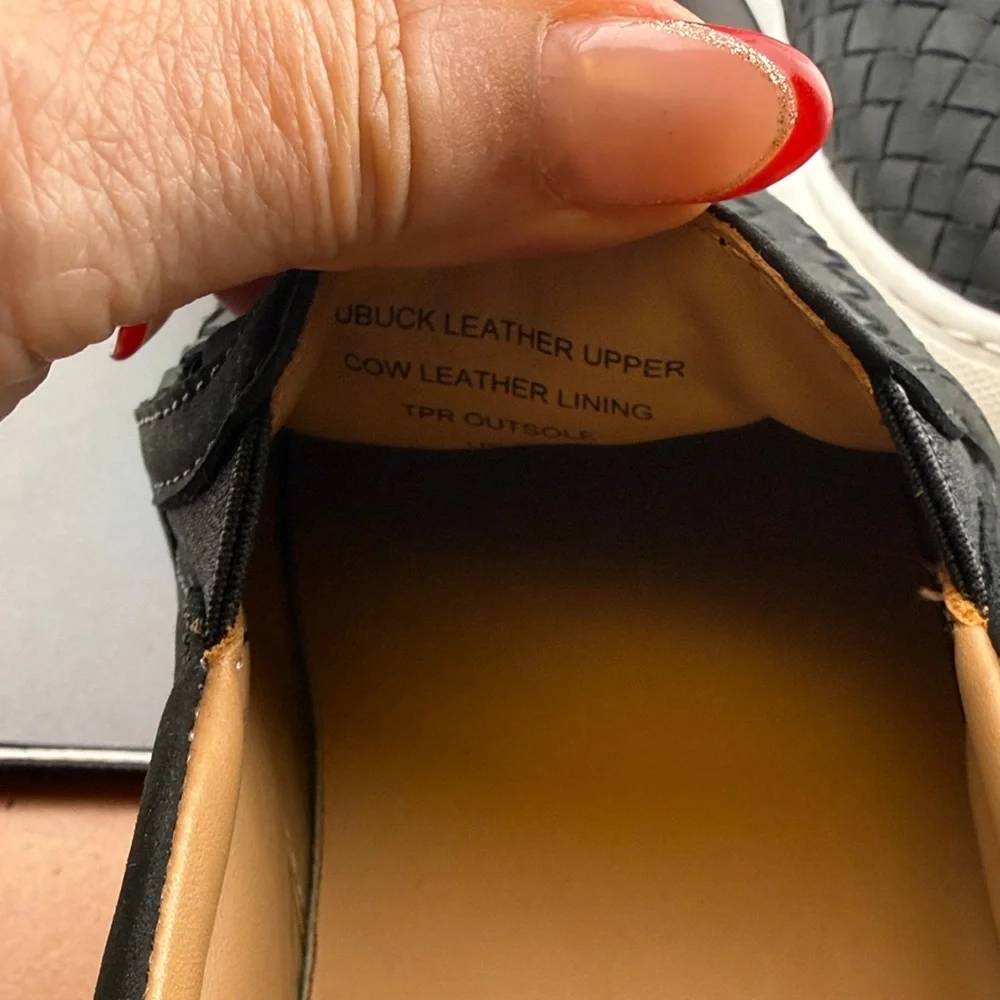 UBUCK LEATHER UPPER
COW LEATHER LINING
TPR OUTSOLE